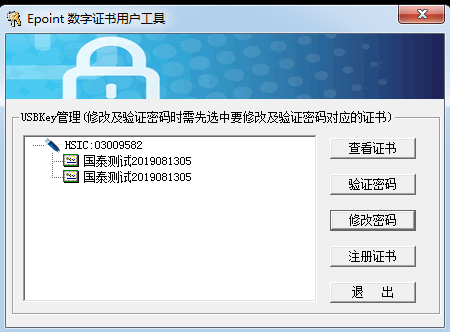 Epoint 数字证书用户工具
USBKey管理(修改及验证密码时需先选中要修改及验证密码对应的证书)
HSIC:03009582
国泰测试2019081305
国泰测试2019081305
查看证书
验证密码
修改密码
注册证书
退 出